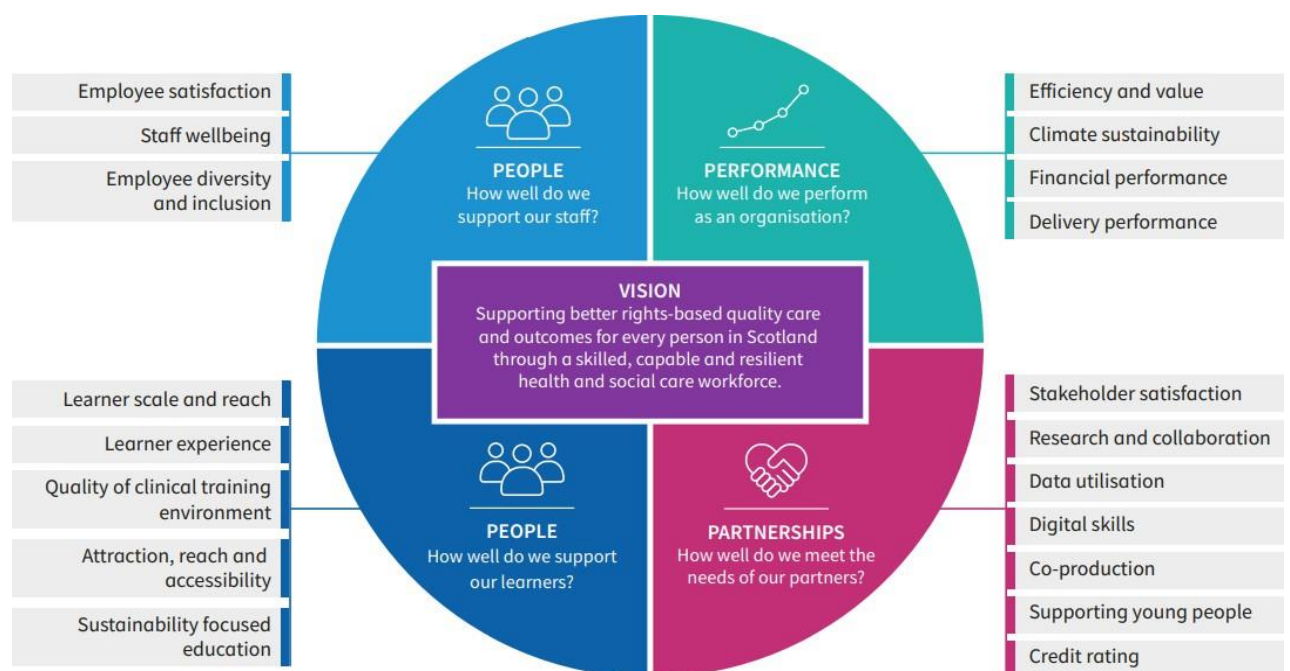 Employee satisfaction
Staff wellbeing
Employee diversity
and inclusion
PEOPLE
How well do we
support our staff?
PERFORMANCE
How well do we perform
as an organisation?
Efficiency and value
Climate sustainability
Financial performance
Delivery performance
VISION
Supporting better rights-based quality care
and outcomes for every person in Scotland
through a skilled, capable and resilient
health and social care workforce.
Learner scale and reach
Learner experience
Quality of clinical training
environment
Attraction, reach and
accessibility
Sustainability focused
education
PEOPLE
How well do we support
our learners?
PARTNERSHIPS
How well do we meet the
needs of our partners?
Stakeholder satisfaction
Research and collaboration
Data utilisation
Digital skills
Co-production
Supporting young people
Credit rating